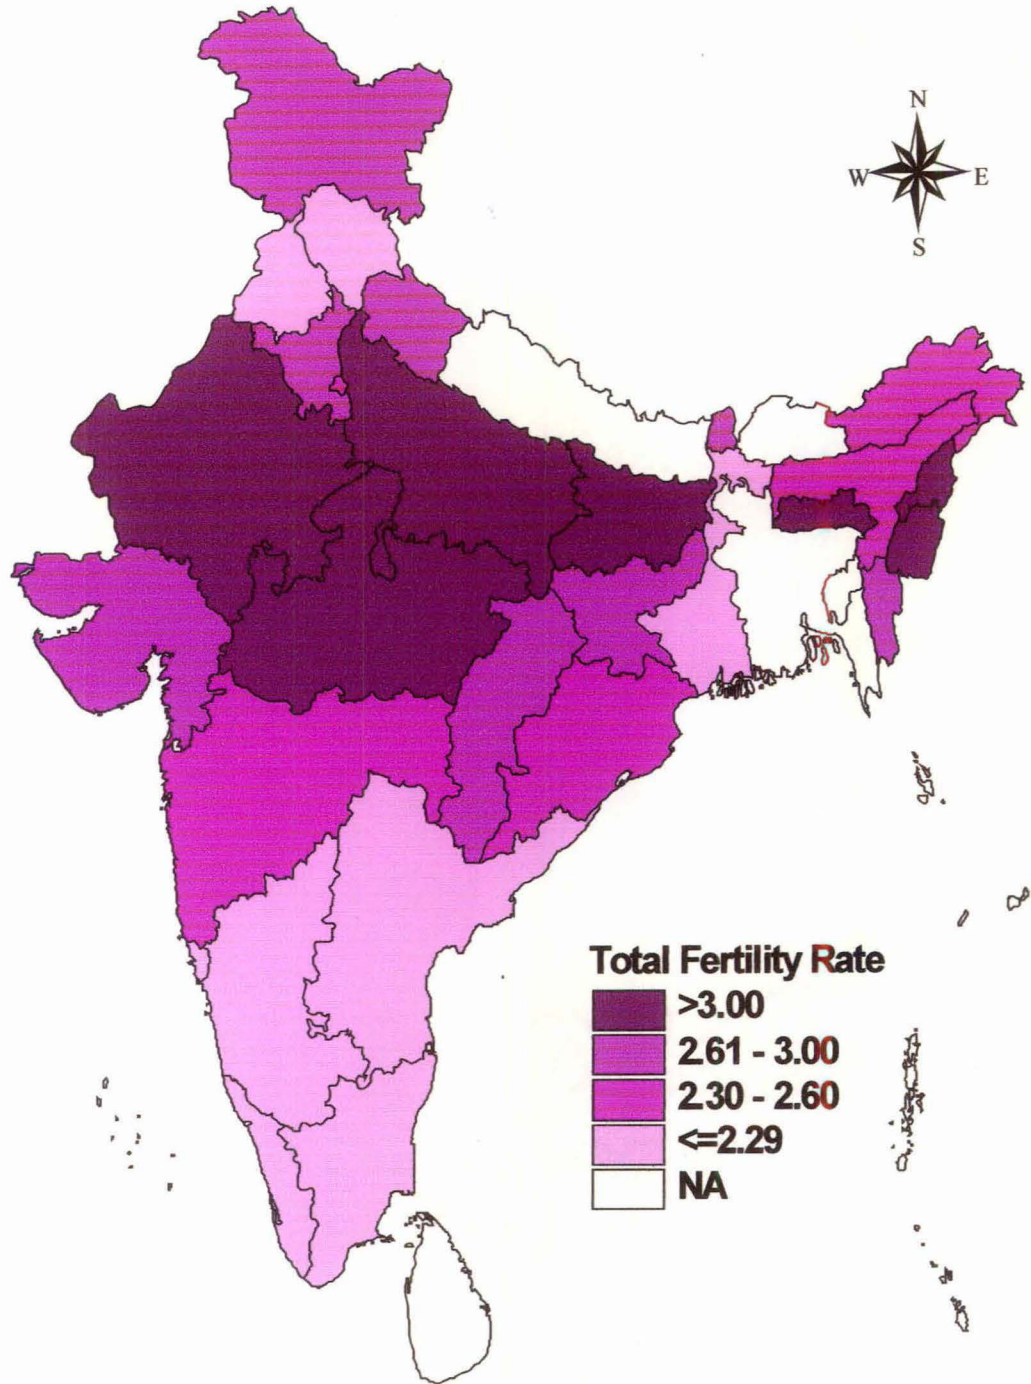 N
W E
S
Total Fertility Rate
>3.00
2.61 - 3.00
2.30 - 2.60
<=2.29
NA